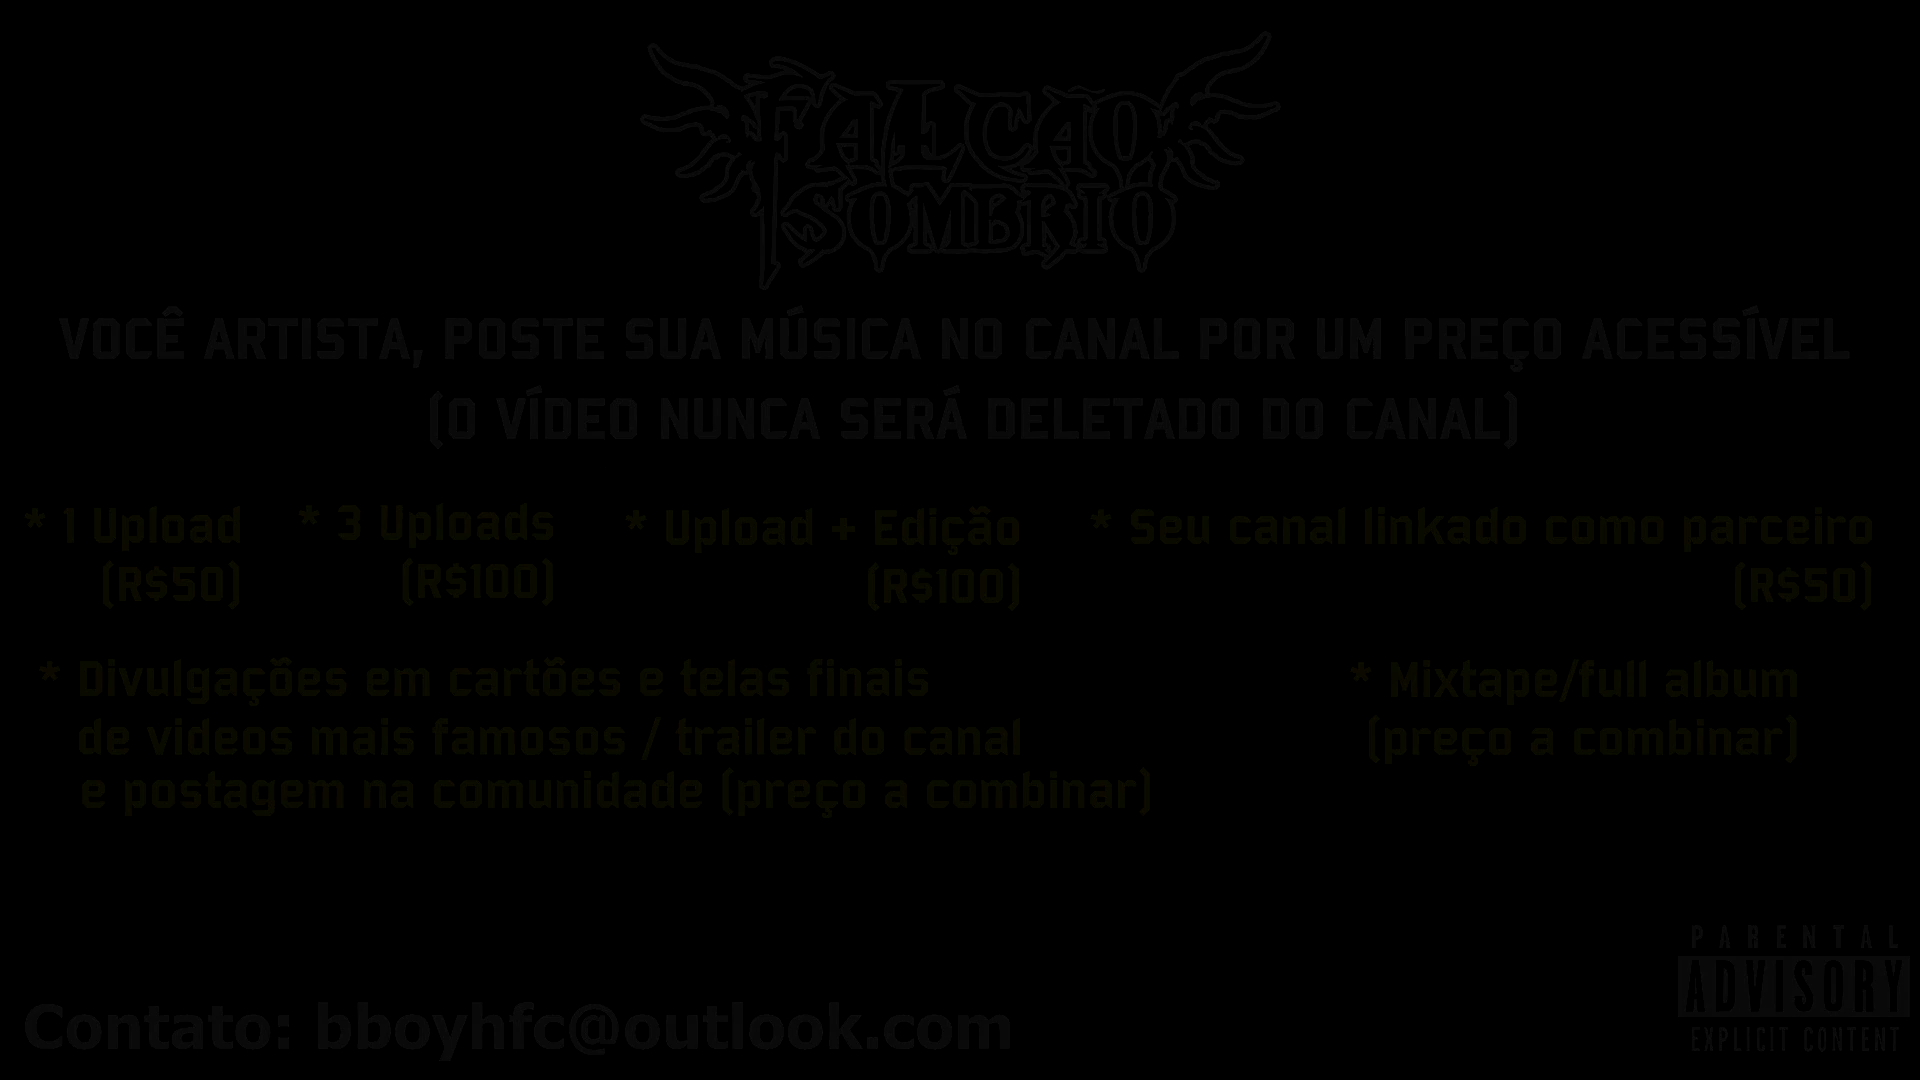 FALCÃO
SOMBRIO
VOCÊ ARTISTA, POSTE SUA MÚSICA NO CANAL POR UM PREÇO ACESSÍVEL
(O VÍDEO NUNCA SERÁ DELETADO DO CANAL)
* 1 Upload
(R$50)
* 3 Uploads
(R$100)
* Upload + Edição
(R$100)
* Seu canal linkado como parceiro
(R$50)
* Divulgações em cartões e telas finais
de videos mais famosos / trailer do canal
e postagem na comunidade (preço a combinar)
* Mixtape/full album
(preço a combinar)
PARENTAL
ADVISORY
EXPLICIT CONTENT
Contato: bboyhfc@outlook.com